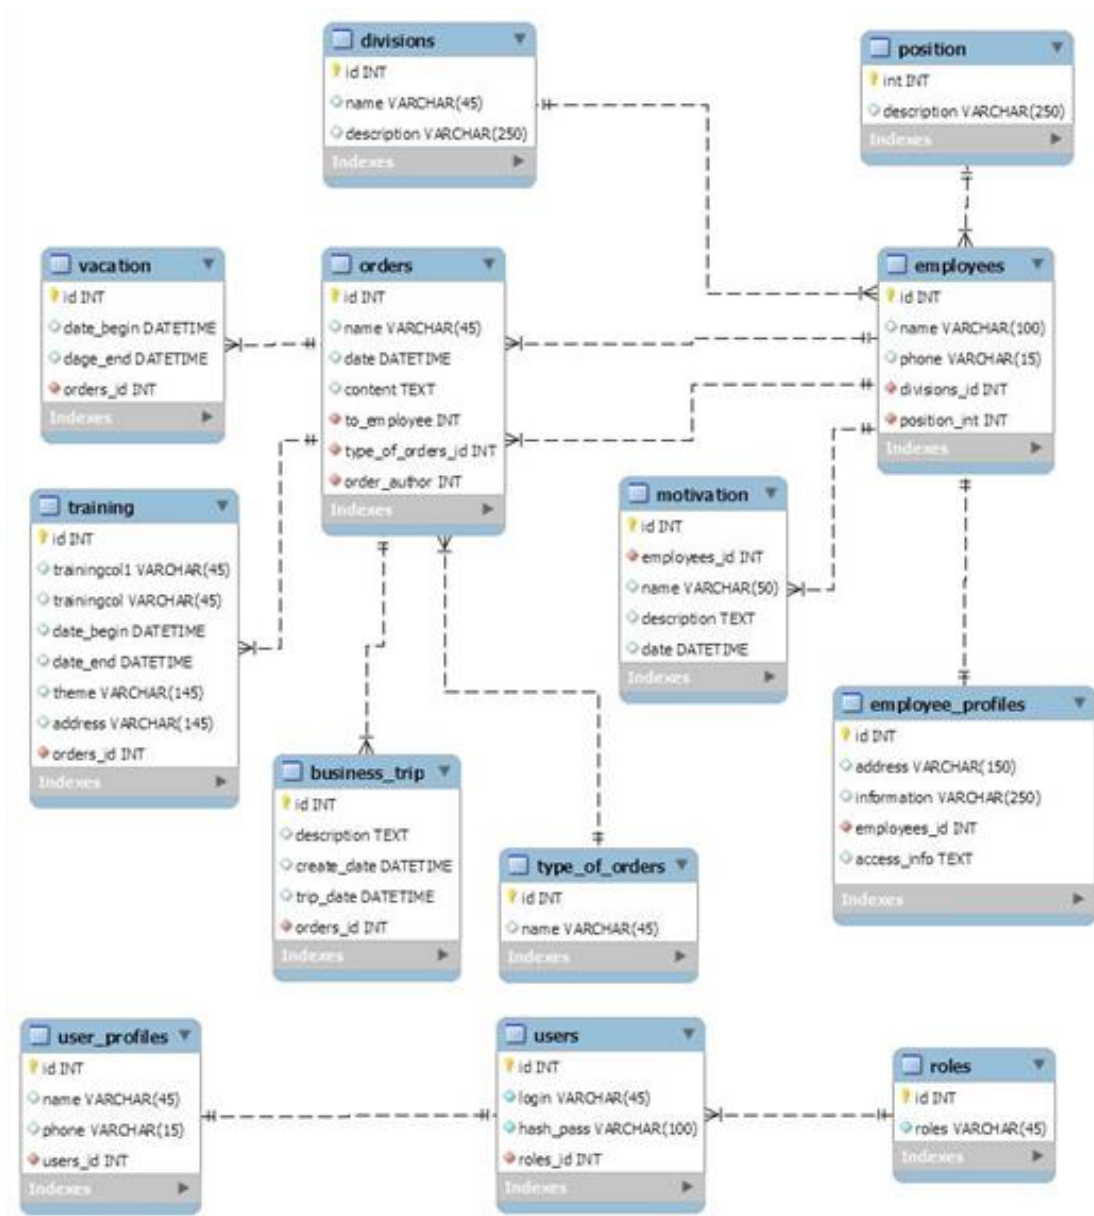 divisions
id INT
name VARCHAR(45)
description VARCHAR(250)
Indexes
position
int INT
description VARCHAR(250)
Indexes
vacation
id INT
date_begin DATETIME
dage_end DATETIME
orders_id INT
Indexes
orders
id INT
name VARCHAR(45)
date DATETIME
content TEXT
to_employee INT
type_of_orders_id INT
order_author INT
Indexes
employees
id INT
name VARCHAR(100)
phone VARCHAR(15)
divisions_id INT
position_int INT
Indexes
training
id INT
trainingcol1 VARCHAR(45)
trainingcol VARCHAR(45)
date_begin DATETIME
date_end DATETIME
theme VARCHAR(145)
address VARCHAR(145)
orders_id INT
Indexes
motivation
id INT
employees_id INT
name VARCHAR(50)
description TEXT
date DATETIME
Indexes
employee_profiles
id INT
address VARCHAR(150)
information VARCHAR(250)
employees_id INT
access_info TEXT
Indexes
business_trip
id INT
description TEXT
create_date DATETIME
trip_date DATETIME
orders_id INT
Indexes
type_of_orders
id INT
name VARCHAR(45)
Indexes
user_profiles
id INT
name VARCHAR(45)
phone VARCHAR(15)
users_id INT
Indexes
users
id INT
login VARCHAR(45)
hash_pass VARCHAR(100)
roles_id INT
Indexes
roles
id INT
roles VARCHAR(45)
Indexes